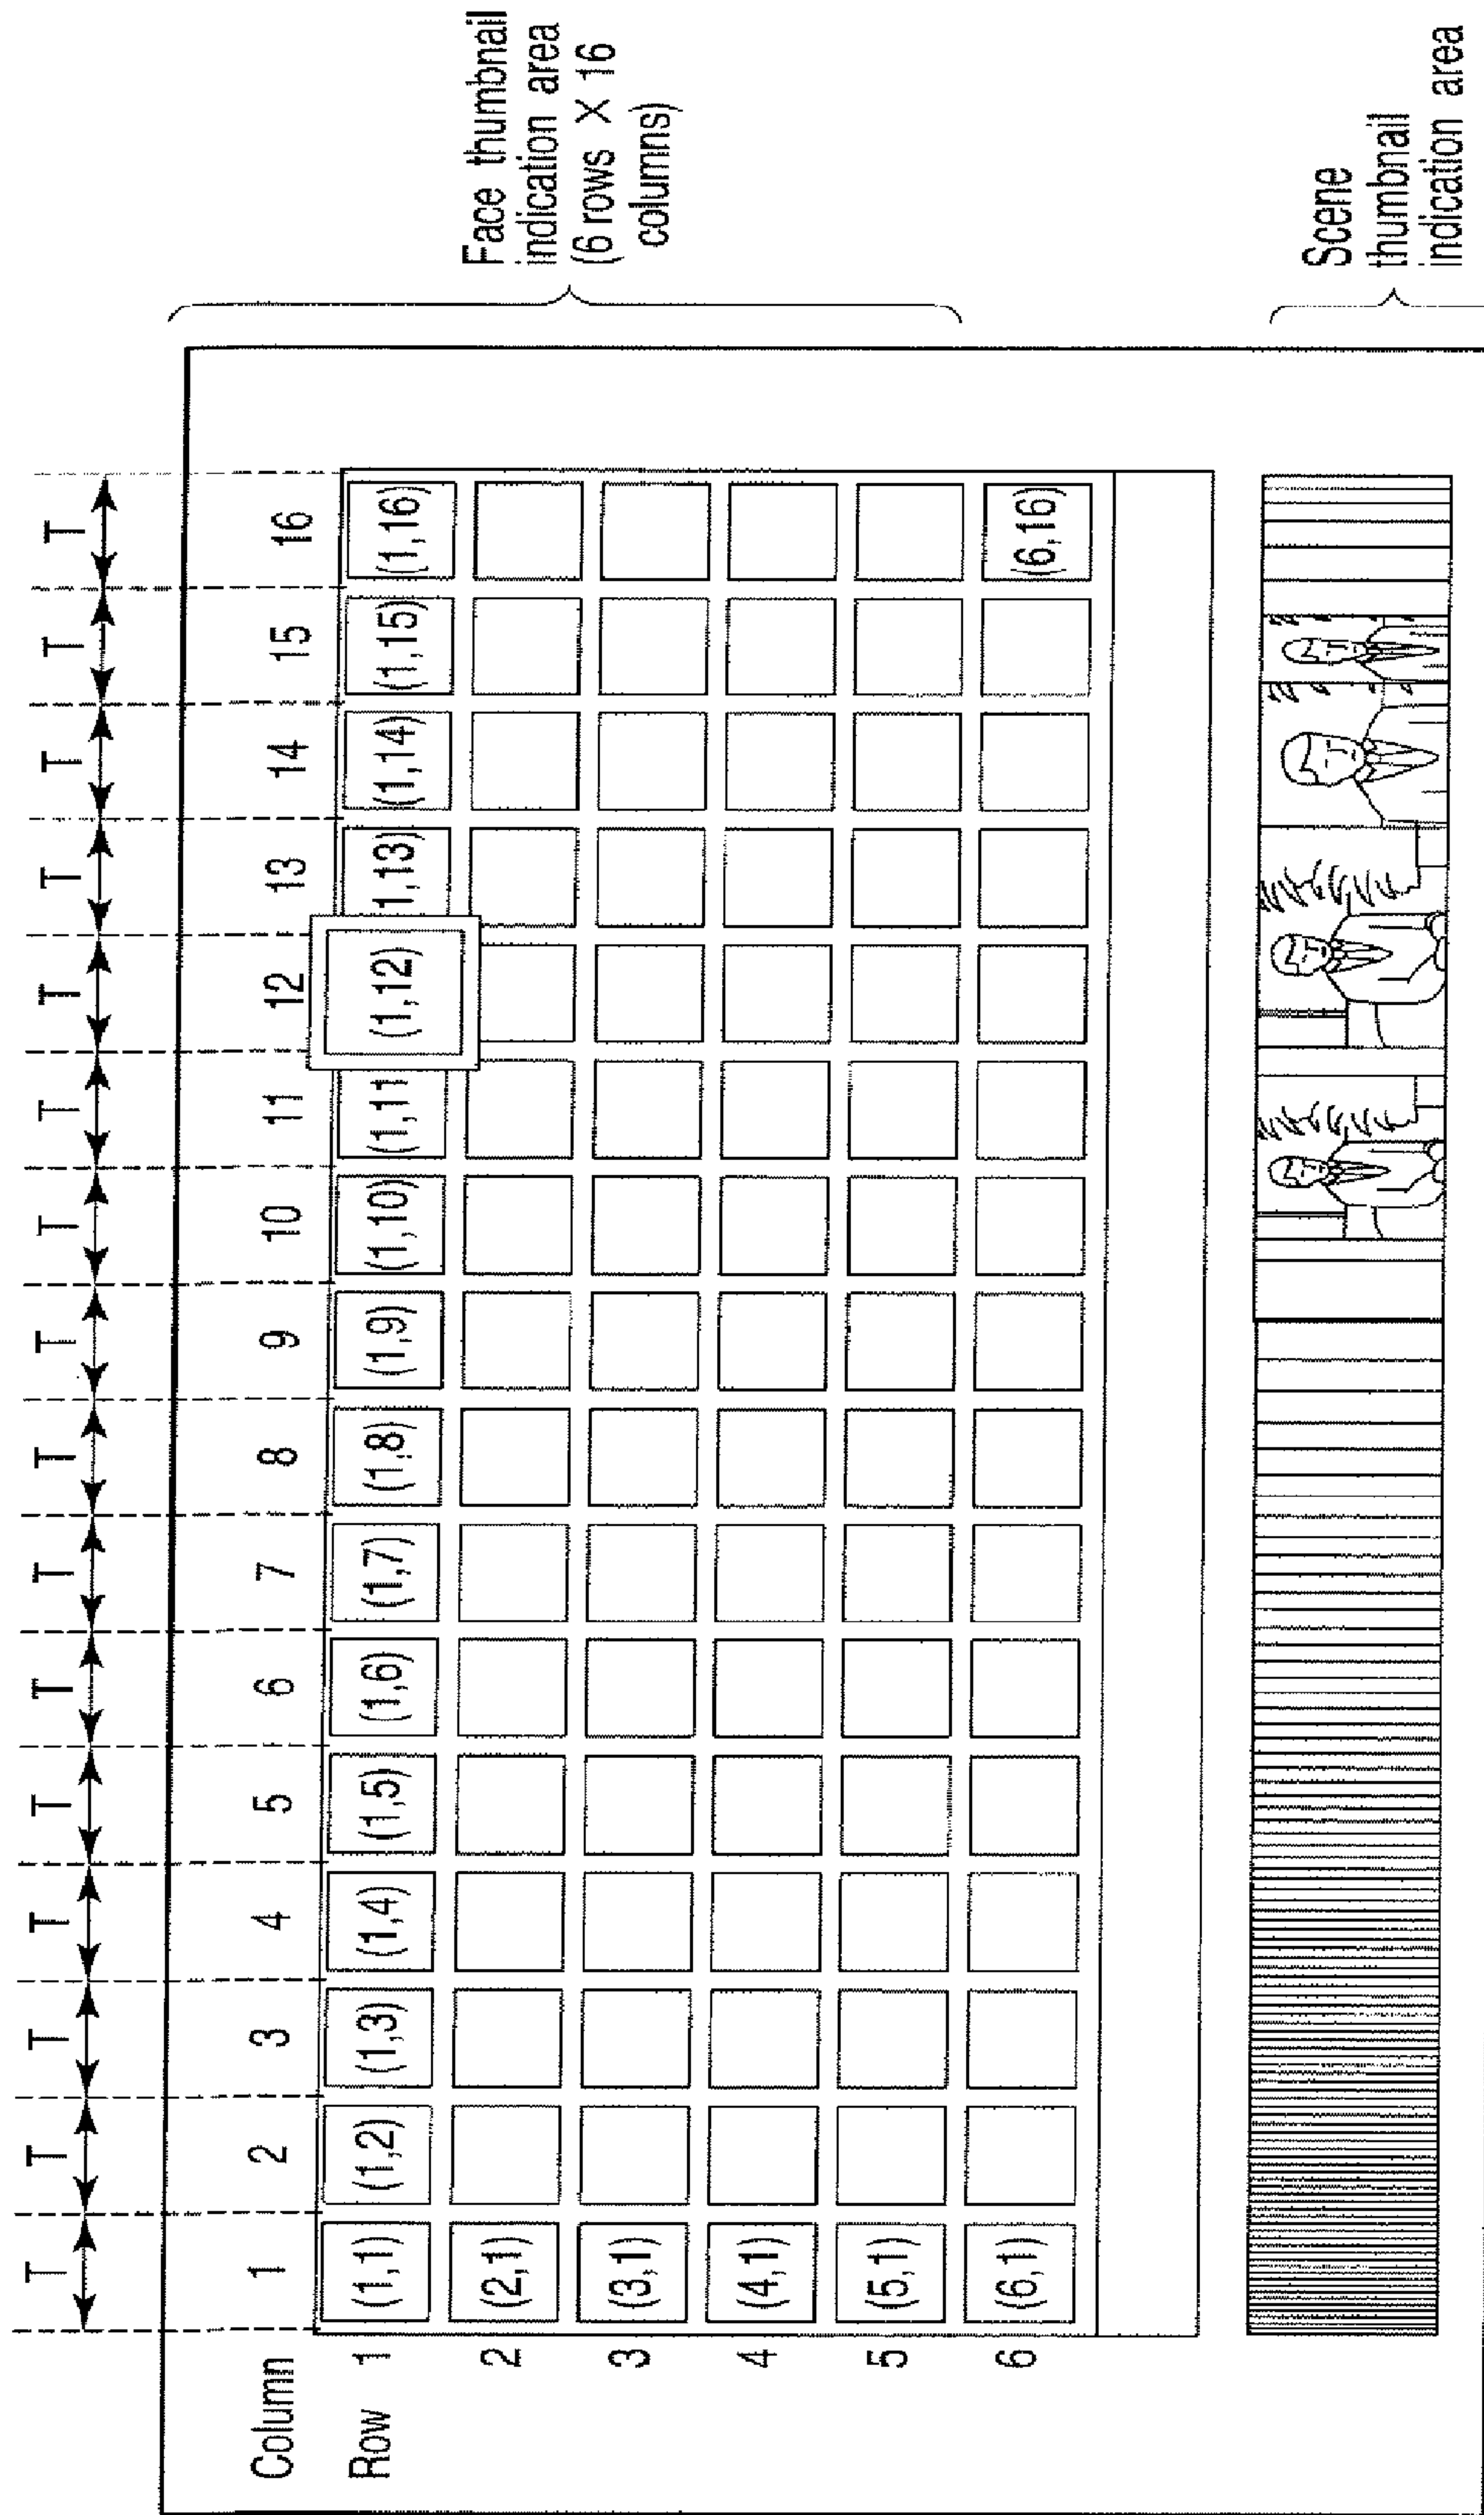 T T T T T T T T T T T T T T T T
Column 1 2 3 4 5 6 7 8 9 10 11 12 13 14 15 16
Row 1 (1,1) (1,2) (1,3) (1,4) (1,5) (1,6) (1,7) (1,8) (1,9) (1,10) (1,11 (1,12) 1,13) (1,14) (1,15) (1,16)
2 (2,1)
3 (3,1)
4 (4,1)
5 (5,1)
6 (6,1) (6,16)
Face thumbnail
indication area
(6 rows × 16
columns)
Scene
thumbnail
indication area